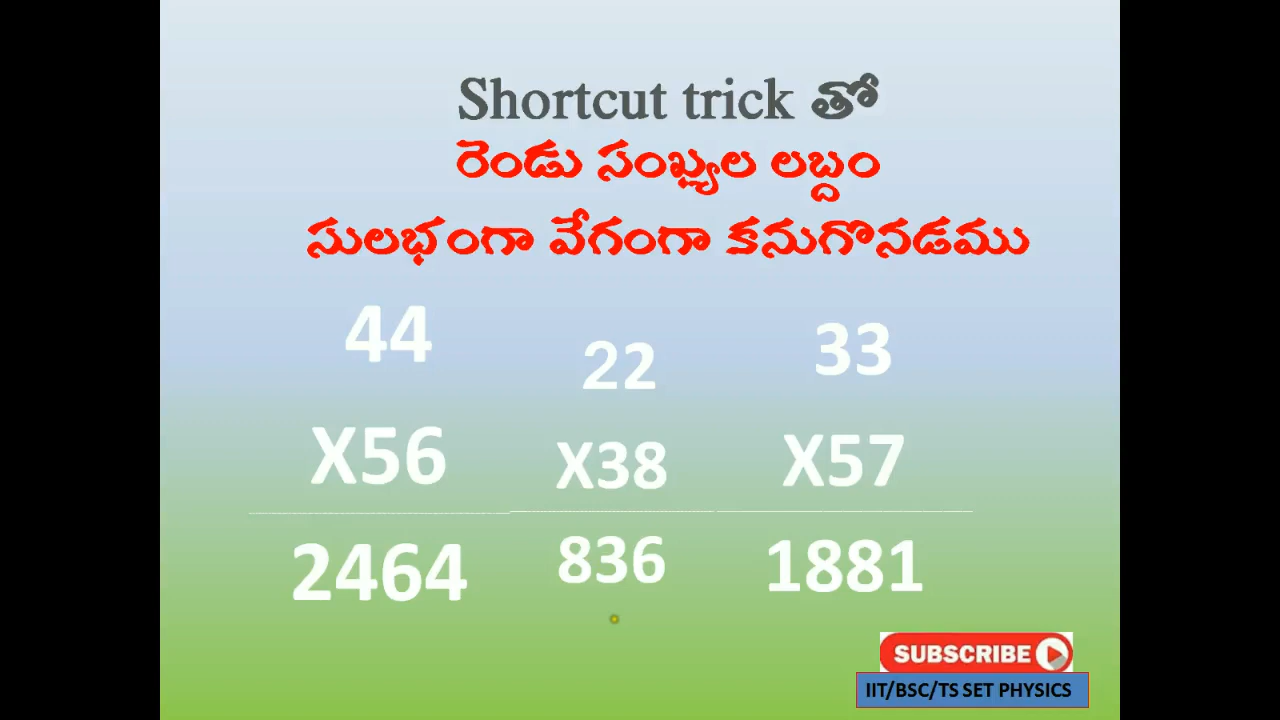 Shortcut trick తో
రెండు సంఖ్యల లబ్దం
సులభంగా వేగంగా కనుగొనడము
44
X56
2464
22
X38
836
33
X57
1881
SUBSCRIBE
IIT/BSC/TS SET PHYSICS